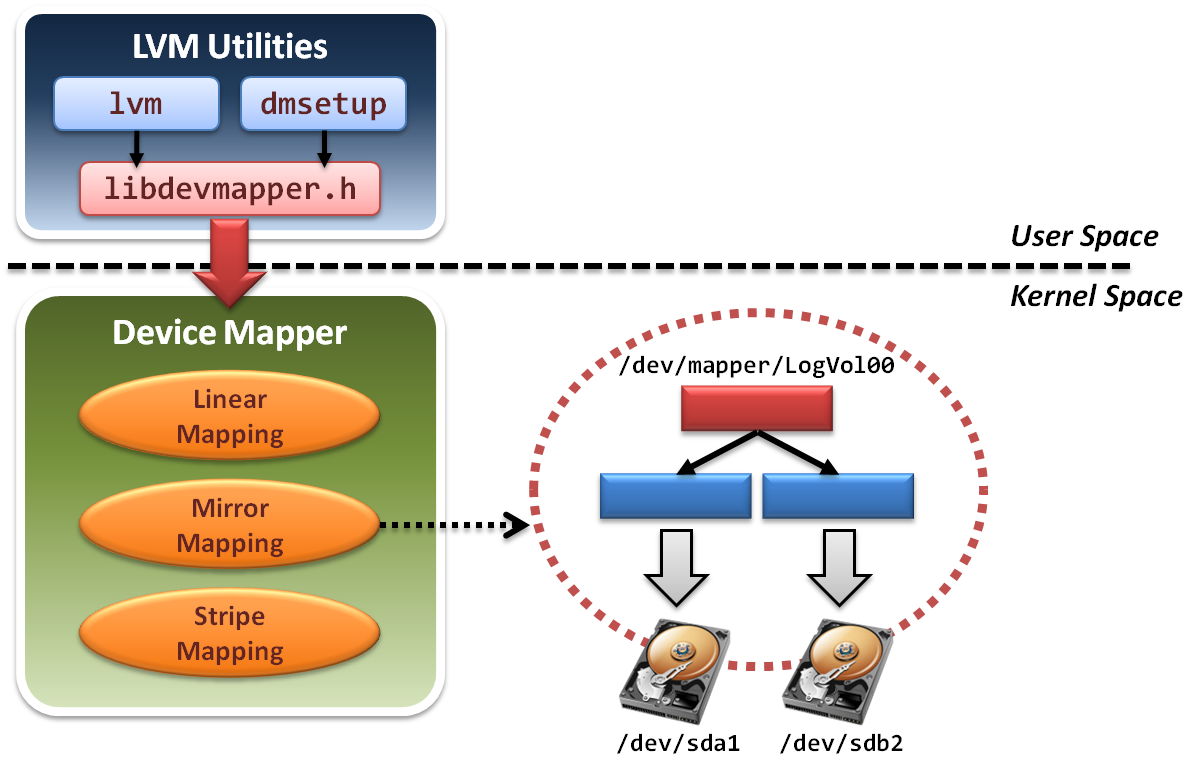 LVM Utilities
lvm
dmsetup
libdevmapper.h
User Space
Kernel Space
Device Mapper
Linear
Mapping
Mirror
Mapping
Stripe
Mapping
/dev/mapper/LogVol00
/dev/sda1
/dev/sdb2